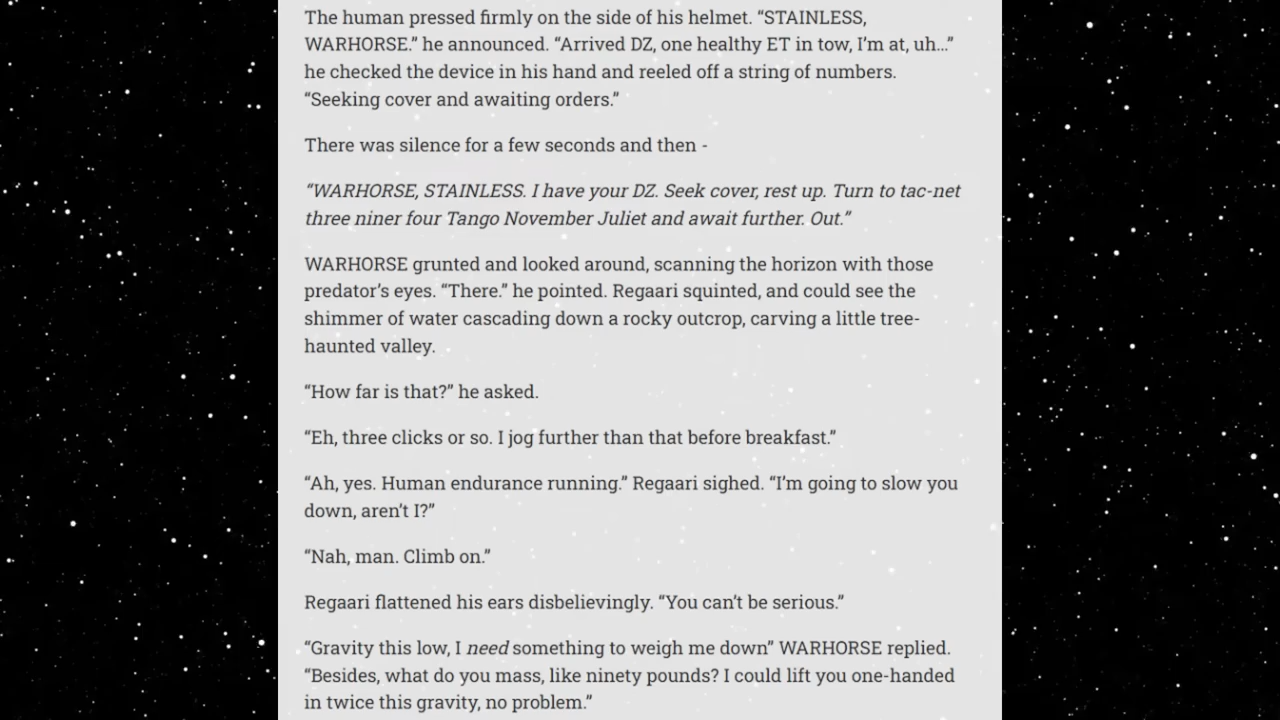 The human pressed firmly on the side of his helmet. “STAINLESS,
WARHORSE.” he announced. “Arrived DZ, one healthy ET in tow, I’m at, uh…”
he checked the device in his hand and reeled off a string of numbers.
“Seeking cover and awaiting orders.”
There was silence for a few seconds and then -
“WARHORSE, STAINLESS. I have your DZ. Seek cover, rest up. Turn to tac-net
three niner four Tango November Juliet and await further. Out.”
WARHORSE grunted and looked around, scanning the horizon with those
predator’s eyes. “There.” he pointed. Regaari squinted, and could see the
shimmer of water cascading down a rocky outcrop, carving a little tree-
haunted valley.
“How far is that?” he asked.
“Eh, three clicks or so. I jog further than that before breakfast.”
“Ah, yes. Human endurance running.” Regaari sighed. “I’m going to slow you
down, aren’t I?”
“Nah, man. Climb on.”
Regaari flattened his ears disbelievingly. “You can’t be serious.”
“Gravity this low, I need something to weigh me down” WARHORSE replied.
“Besides, what do you mass, like ninety pounds? I could lift you one-handed
in twice this gravity, no problem.”